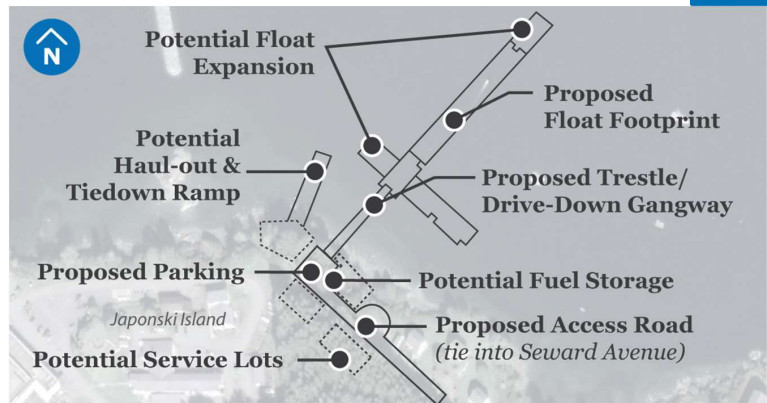 N
Potential Float
Expansion
Proposed
Float Footprint
Potential
Haul-out &
Tiedown Ramp
Proposed Trestle/
Drive-Down Gangway
Proposed Parking
Potential Fuel Storage
Japonski Island
Proposed Access Road
(tie into Seward Avenue)
Potential Service Lots